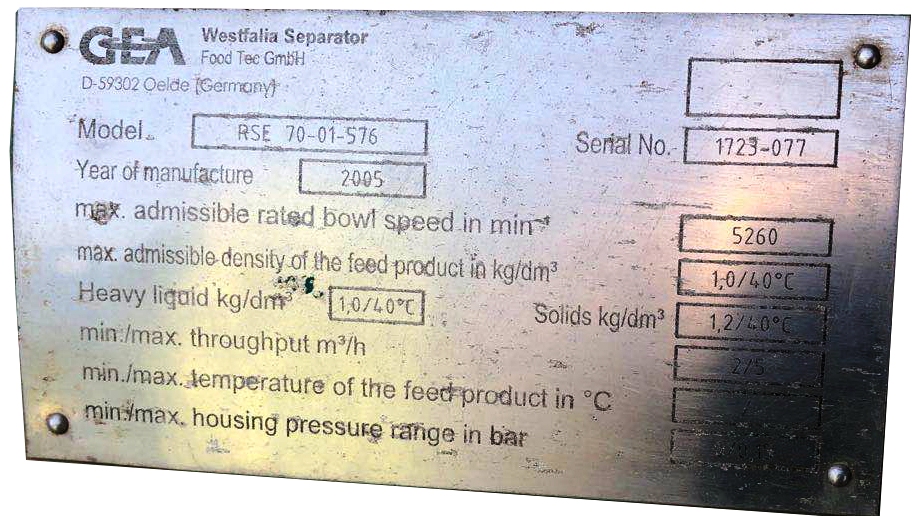 GEA Westfalia Separator
Food Tec GmbH
D-59302 Oelde (Germany)
Model RSE 70-01-576
Serial No. 1723-077
Year of manufacture 2005
max. admissible rated bowl speed in min⁻¹ 5260
max. admissible density of the feed product in kg/dm³ 1,0/40°C
Heavy liquid kg/dm³ 1,0/40°C Solids kg/dm³ 1,2/40°C
min./max. throughput m³/h 2/5
min./max. temperature of the feed product in °C /
min./max. housing pressure range in bar